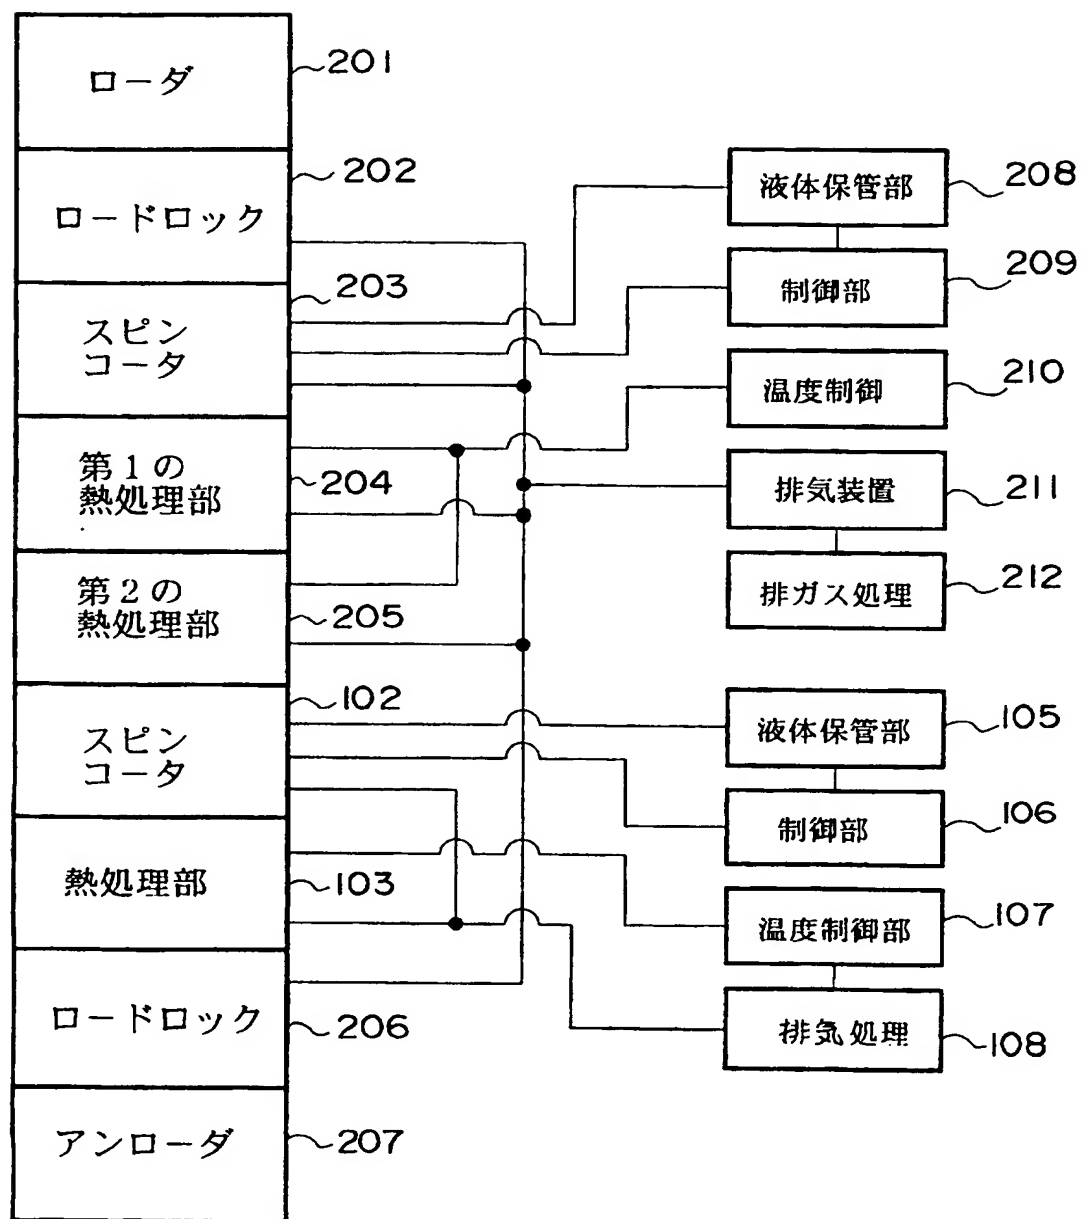 ローダ
201
ロードロック
202
スピン
コータ
203
第1の
熱処理部
204
第2の
熱処理部
205
スピン
コータ
102
熱処理部
103
ロードロック
206
アンローダ
207
液体保管部
208
制御部
209
温度制御
210
排気装置
211
排ガス処理
212
液体保管部
105
制御部
106
温度制御部
107
排気処理
108